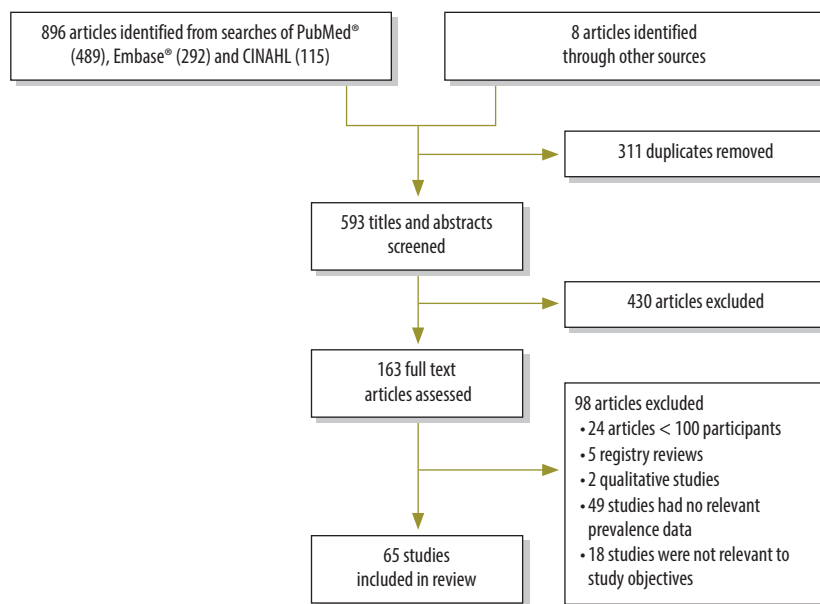 896 articles identified from searches of PubMed®
(489), Embase® (292) and CINAHL (115)
8 articles identified
through other sources
311 duplicates removed
593 titles and abstracts
screened
430 articles excluded
163 full text
articles assessed
98 articles excluded
• 24 articles < 100 participants
• 5 registry reviews
• 2 qualitative studies
• 49 studies had no relevant
prevalence data
• 18 studies were not relevant to
study objectives
65 studies
included in review